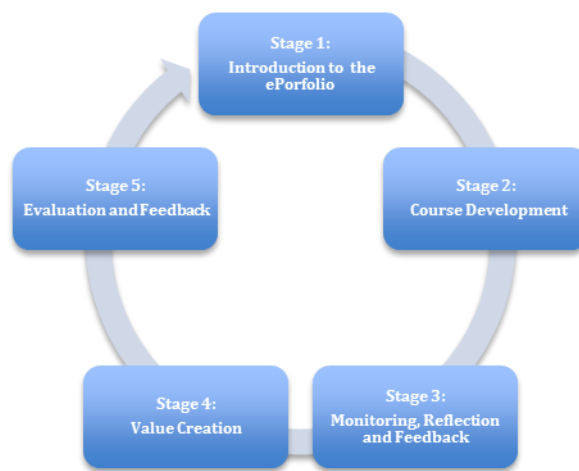 Stage 1:
Introduction to the
ePorfolio
Stage 2:
Course Development
Stage 3:
Monitoring, Reflection
and Feedback
Stage 4:
Value Creation
Stage 5:
Evaluation and Feedback